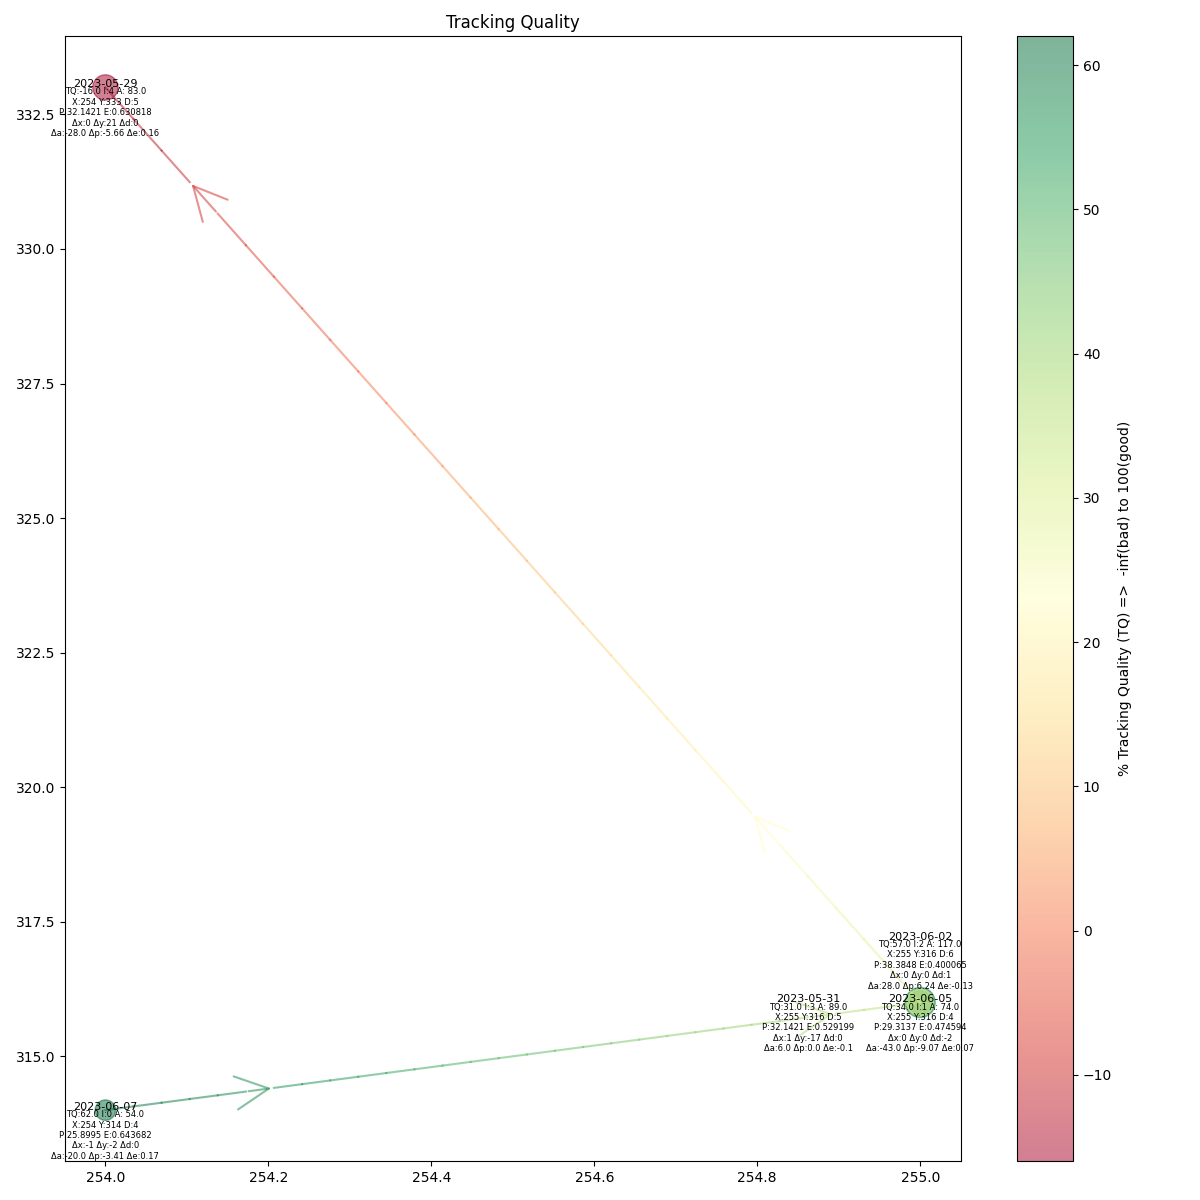 Tracking Quality
2023-05-29
TQ:-16.0 I:4 A: 83.0
X:254 Y:333 D:5
P:32.1421 E:0.630818
Δx:0 Δy:21 Δd:0
Δa:-28.0 Δp:-5.66 Δe:0.16
2023-06-02
TQ:57.0 I:2 A: 117.0
X:255 Y:316 D:6
P:38.3848 E:0.400065
Δx:0 Δy:0 Δd:1
Δa:28.0 Δp:6.24 Δe:-0.13
2023-05-31
TQ:31.0 I:3 A: 89.0
X:255 Y:316 D:5
P:32.1421 E:0.529199
Δx:1 Δy:-17 Δd:0
Δa:6.0 Δp:0.0 Δe:-0.1
2023-06-05
TQ:34.0 I:1 A: 74.0
X:255 Y:316 D:4
P:29.3137 E:0.474594
Δx:0 Δy:0 Δd:-2
Δa:-43.0 Δp:-9.07 Δe:0.07
2023-06-07
TQ:62.0 I:0 A: 54.0
X:254 Y:314 D:4
P:25.8995 E:0.643682
Δx:-1 Δy:-2 Δd:0
Δa:-20.0 Δp:-3.41 Δe:0.17
332.5
330.0
327.5
325.0
322.5
320.0
317.5
315.0
254.0 254.2 254.4 254.6 254.8 255.0
60
50
40
30
20
10
0
−10
% Tracking Quality (TQ) => -inf(bad) to 100(good)